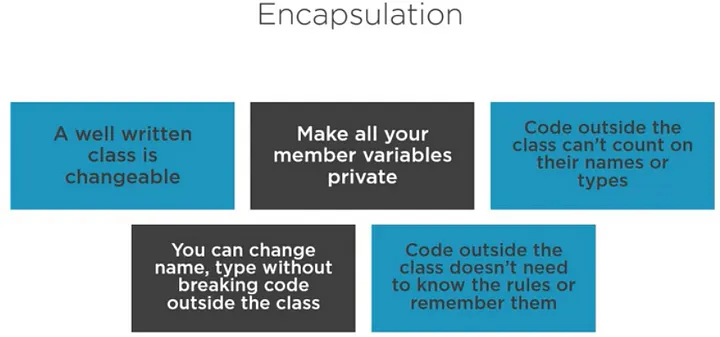 Encapsulation
A well written
class is
changeable
Make all your
member variables
private
Code outside the
class can't count on
their names or
types
You can change
name, type without
breaking code
outside the class
Code outside the
class doesn't need
to know the rules or
remember them